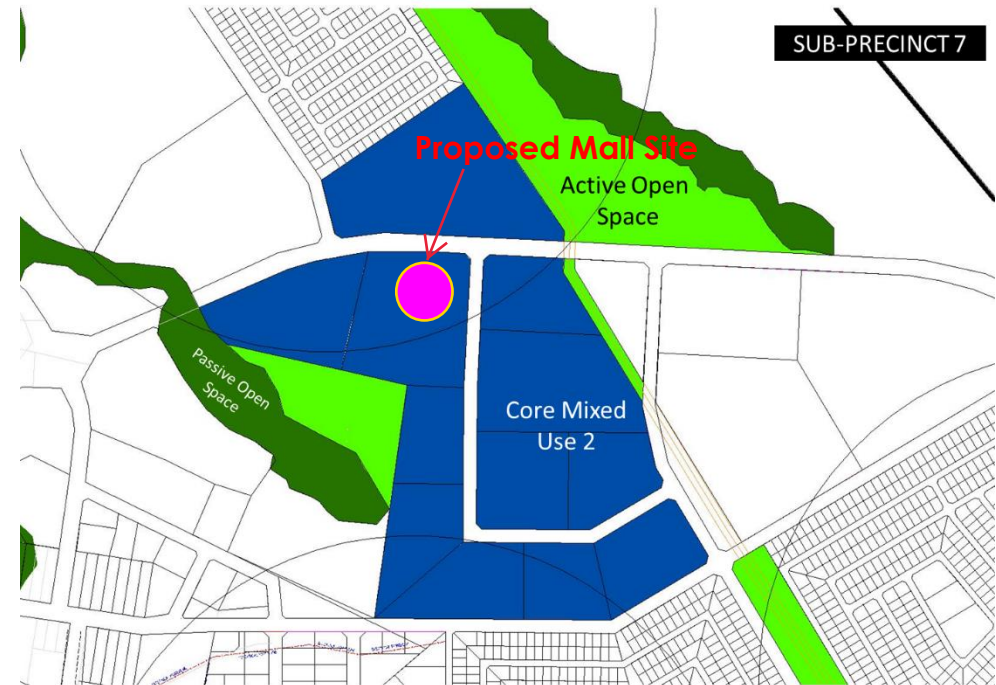 SUB-PRECINCT 7
Proposed Mall Site
Active Open
Space
Passive Open
Space
Core Mixed
Use 2